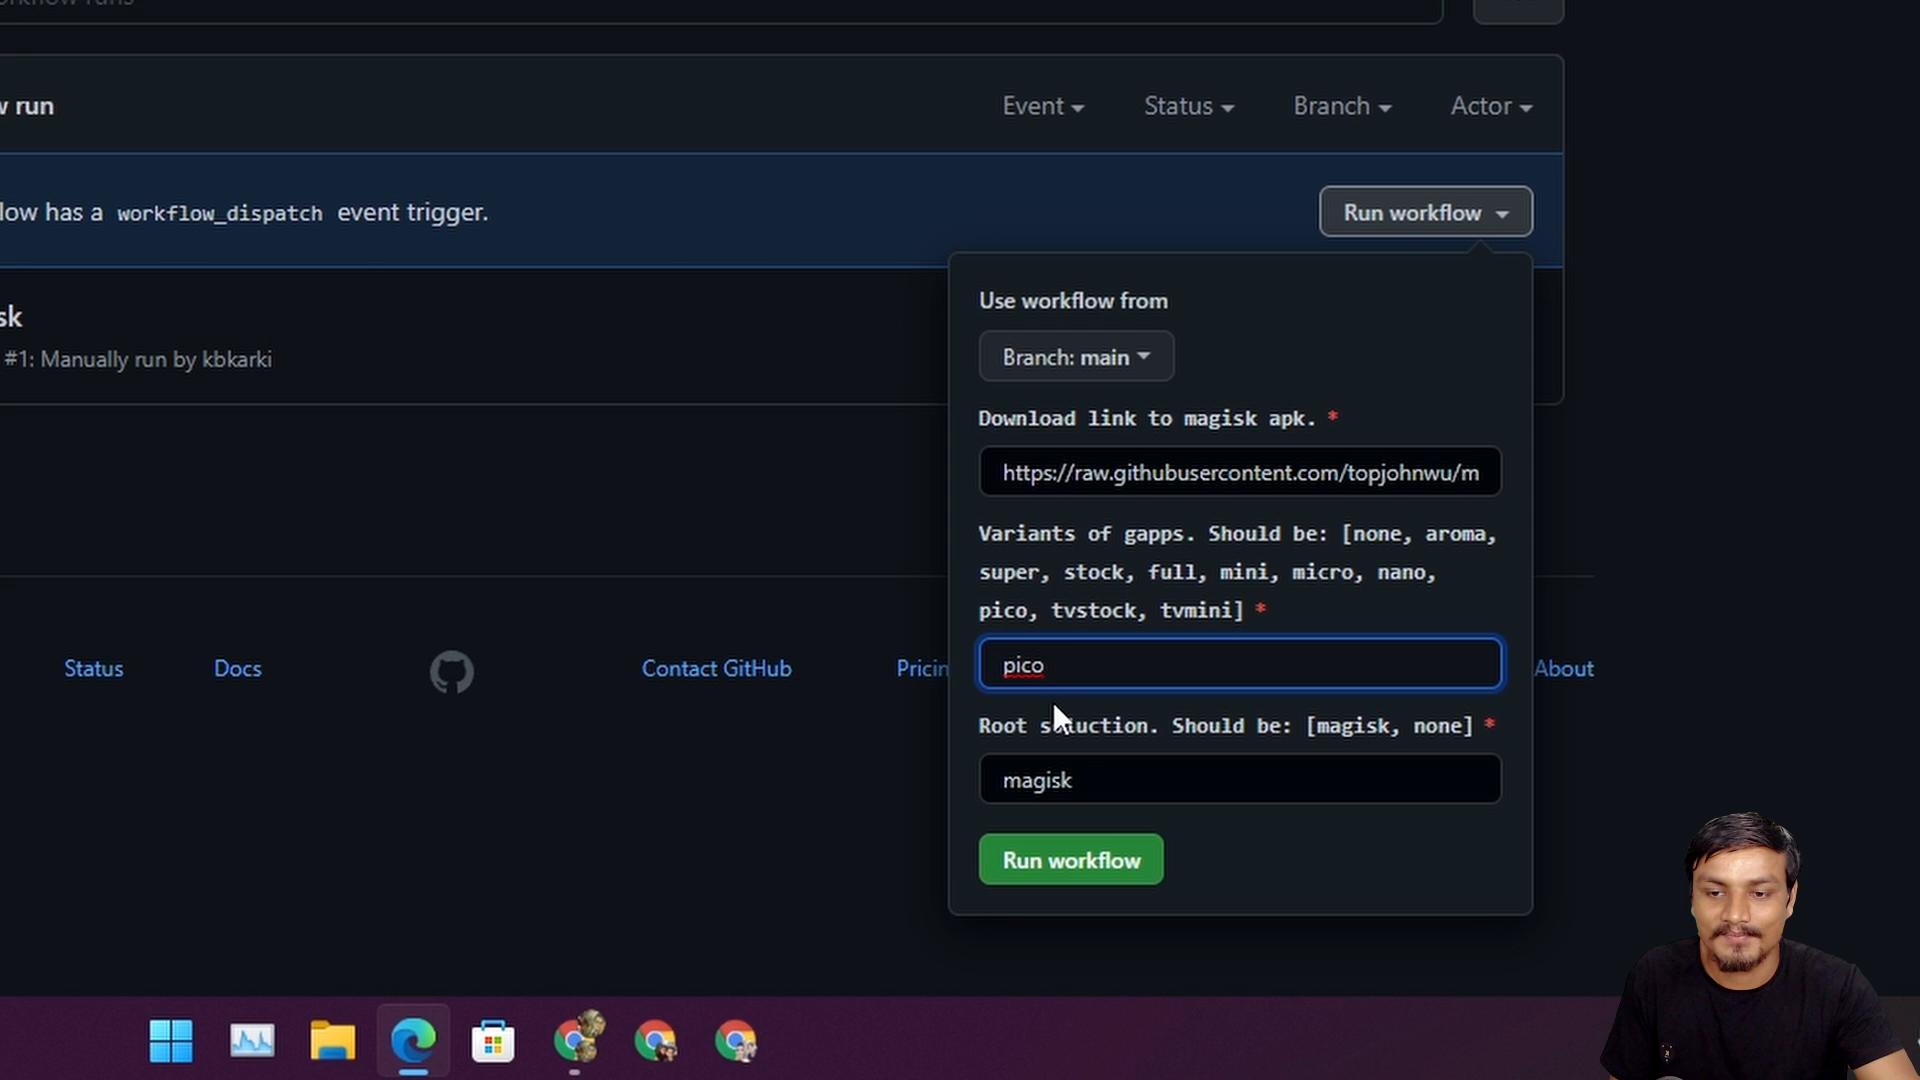 w run
Event
Status
Branch
Actor
low has a workflow_dispatch event trigger.
Run workflow
Use workflow from
sk
#1: Manually run by kbkarki
Branch: main
Download link to magisk apk. *
https://raw.githubusercontent.com/topjohnwu/m
Variants of gapps. Should be: [none, aroma,
super, stock, full, mini, micro, nano,
pico, tvstock, tvmini] *
pico
Status
Docs
Contact GitHub
Pricin
About
Root soluction. Should be: [magisk, none] *
magisk
Run workflow